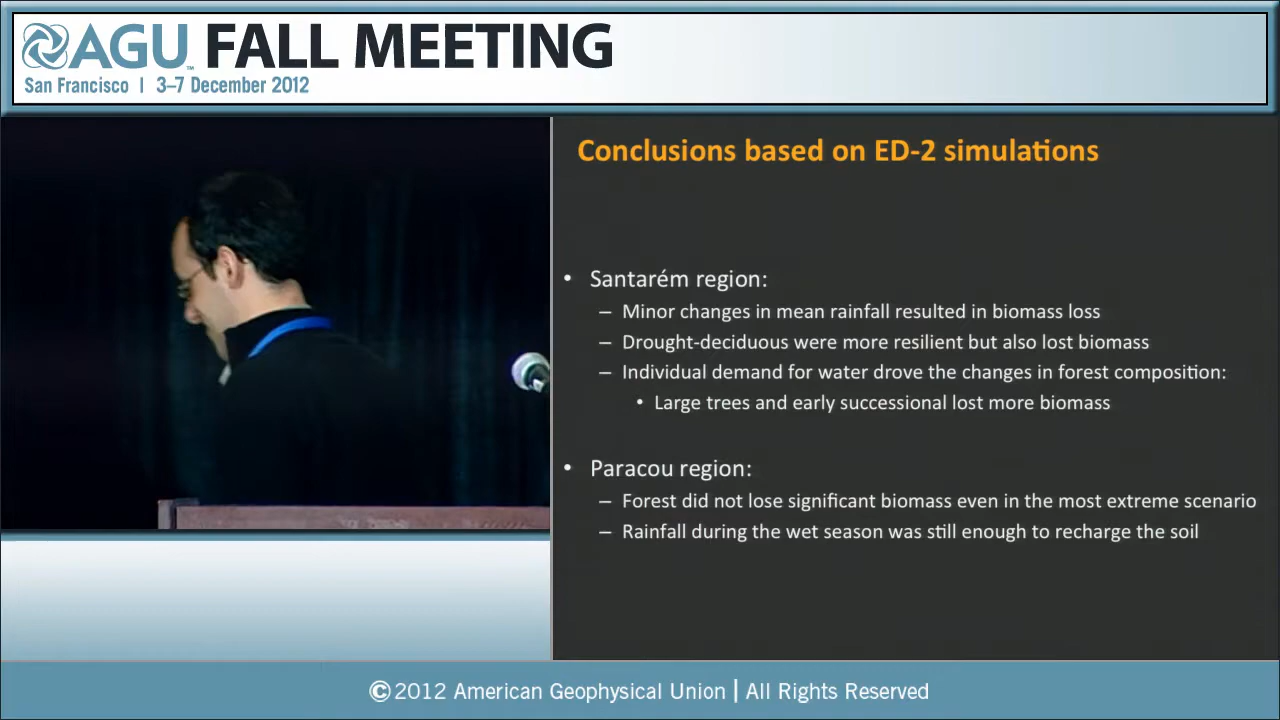 AGU™ FALL MEETING
San Francisco | 3–7 December 2012
Conclusions based on ED-2 simulations
• Santarém region:
– Minor changes in mean rainfall resulted in biomass loss
– Drought-deciduous were more resilient but also lost biomass
– Individual demand for water drove the changes in forest composition:
• Large trees and early successional lost more biomass
• Paracou region:
– Forest did not lose significant biomass even in the most extreme scenario
– Rainfall during the wet season was still enough to recharge the soil
©2012 American Geophysical Union | All Rights Reserved